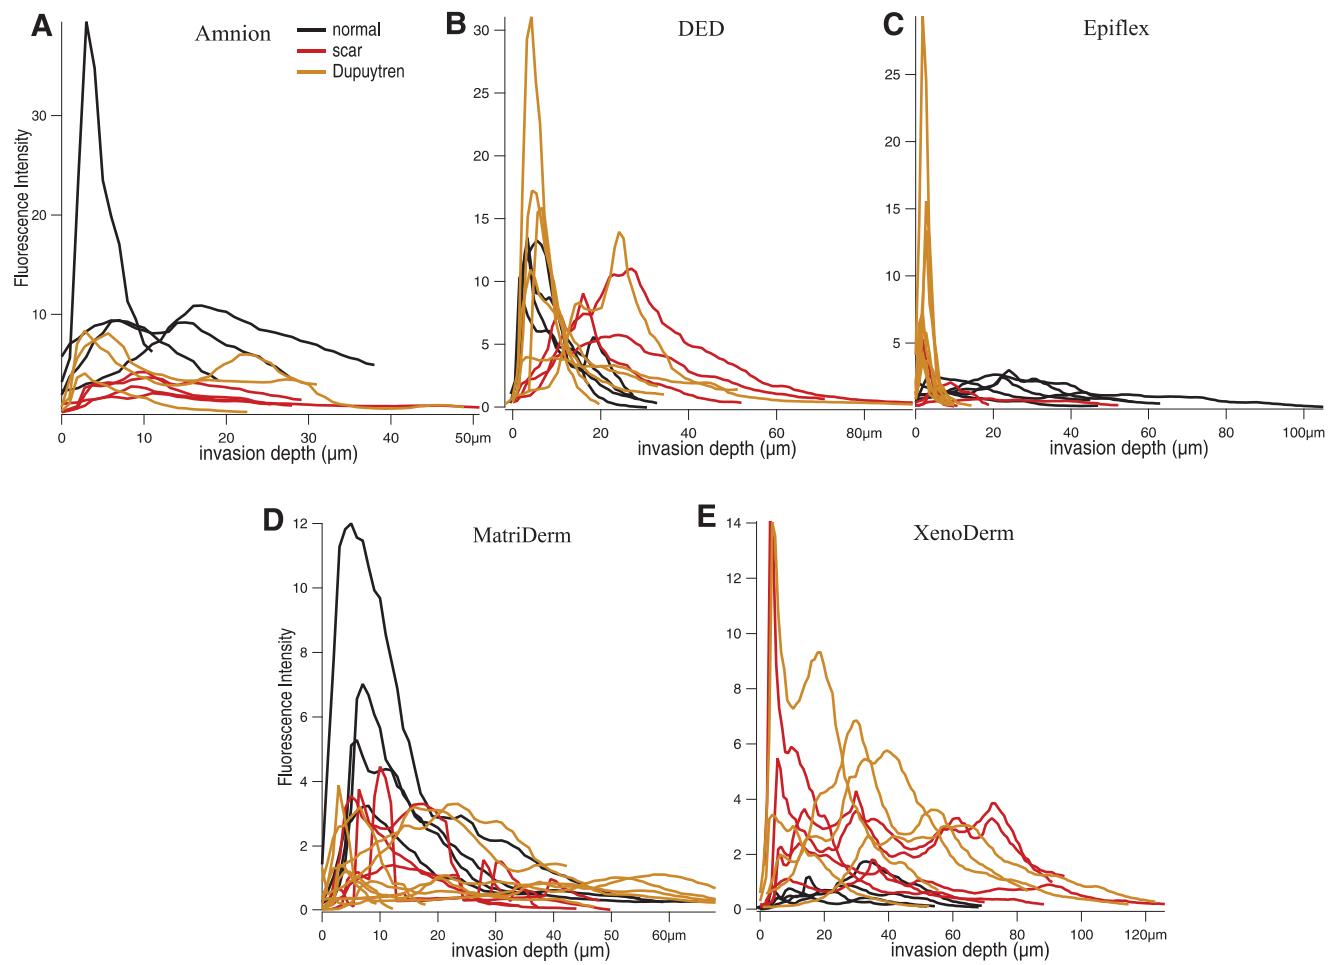 A
Amnion
normal
scar
Dupuytren
Fluorescence Intensity
30
20
10
0
10
20
30
40
50µm
invasion depth (µm)
B
DED
30
25
20
15
10
5
0
0
20
40
60
80µm
invasion depth (µm)
C
Epiflex
25
20
15
10
5
0
20
40
60
80
100µm
invasion depth (µm)
D
MatriDerm
Fluorescence Intensity
12
10
8
6
4
2
0
0
10
20
30
40
50
60µm
invasion depth (µm)
E
XenoDerm
14
12
10
8
6
4
2
0
0
20
40
60
80
100
120µm
invasion depth (µm)